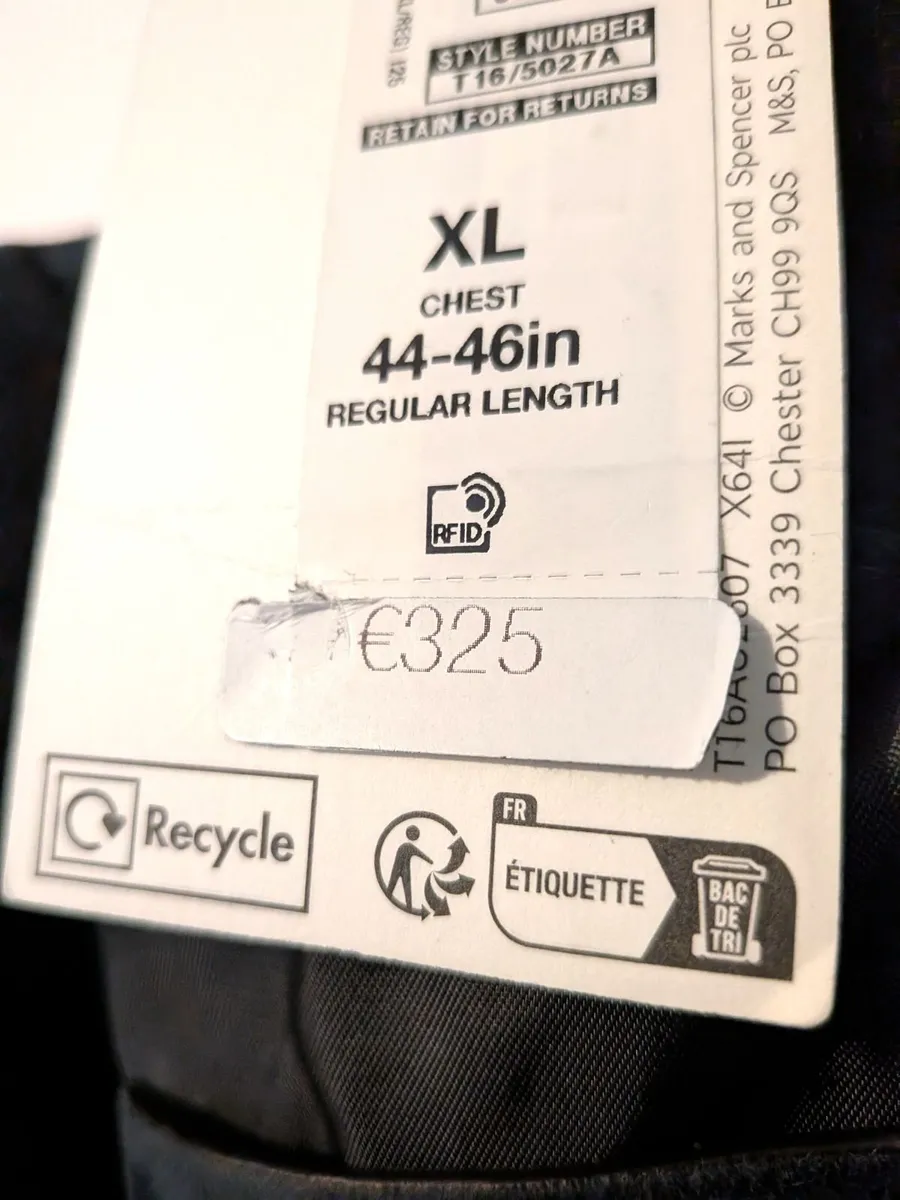 STYLE NUMBER
T16/5027A
RETAIN FOR RETURNS
XL
CHEST
44-46in
REGULAR LENGTH
RFID
€325
Recycle
FR
ÉTIQUETTE
BAC
DE
TRI
X64I © Marks and Spencer plc
PO Box 3339 Chester CH99 9QS M&S, PO